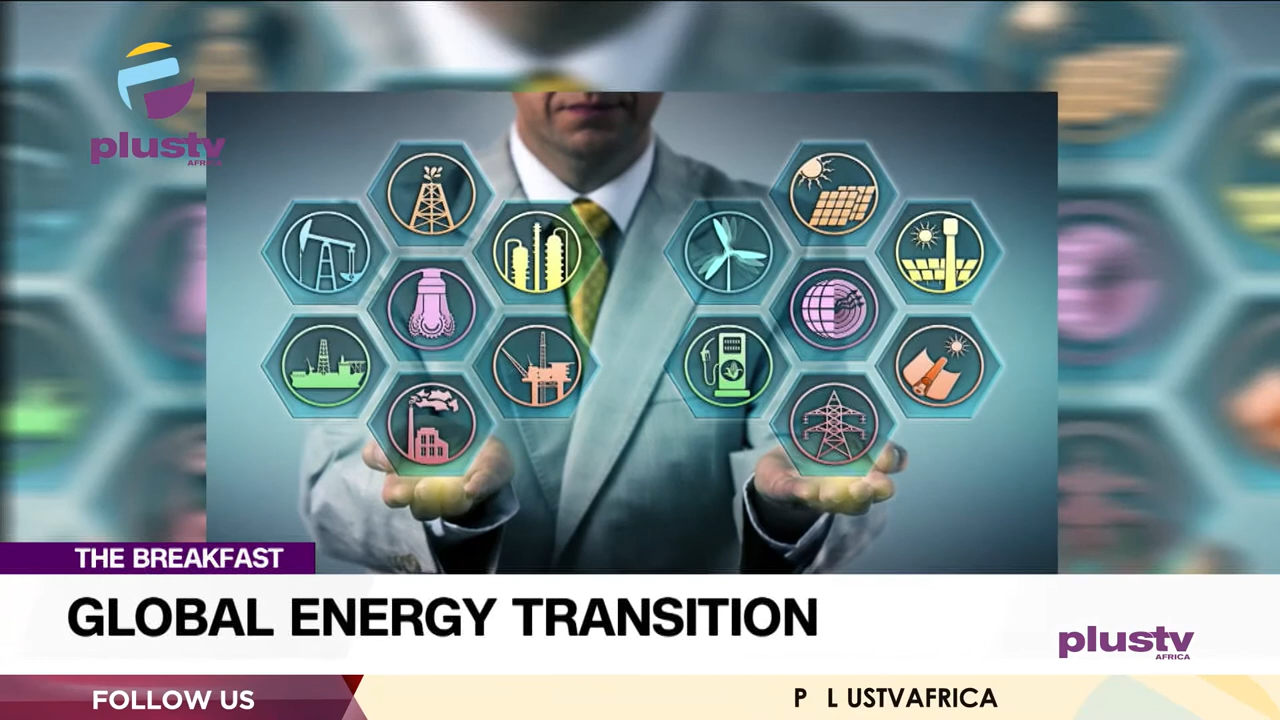 plustv
AFRICA
THE BREAKFAST
GLOBAL ENERGY TRANSITION
plustv
AFRICA
FOLLOW US
P L USTVAFRICA